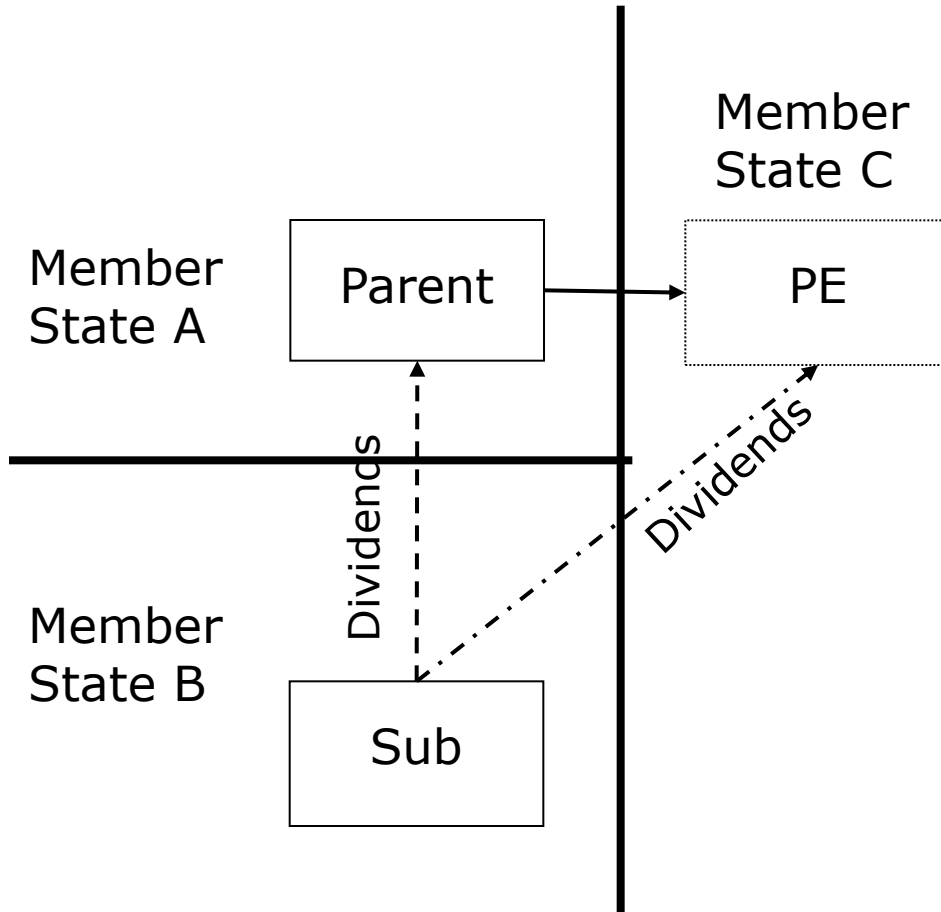 Member
State C
Member
State A
Parent
PE
Dividends
Dividends
Member
State B
Sub